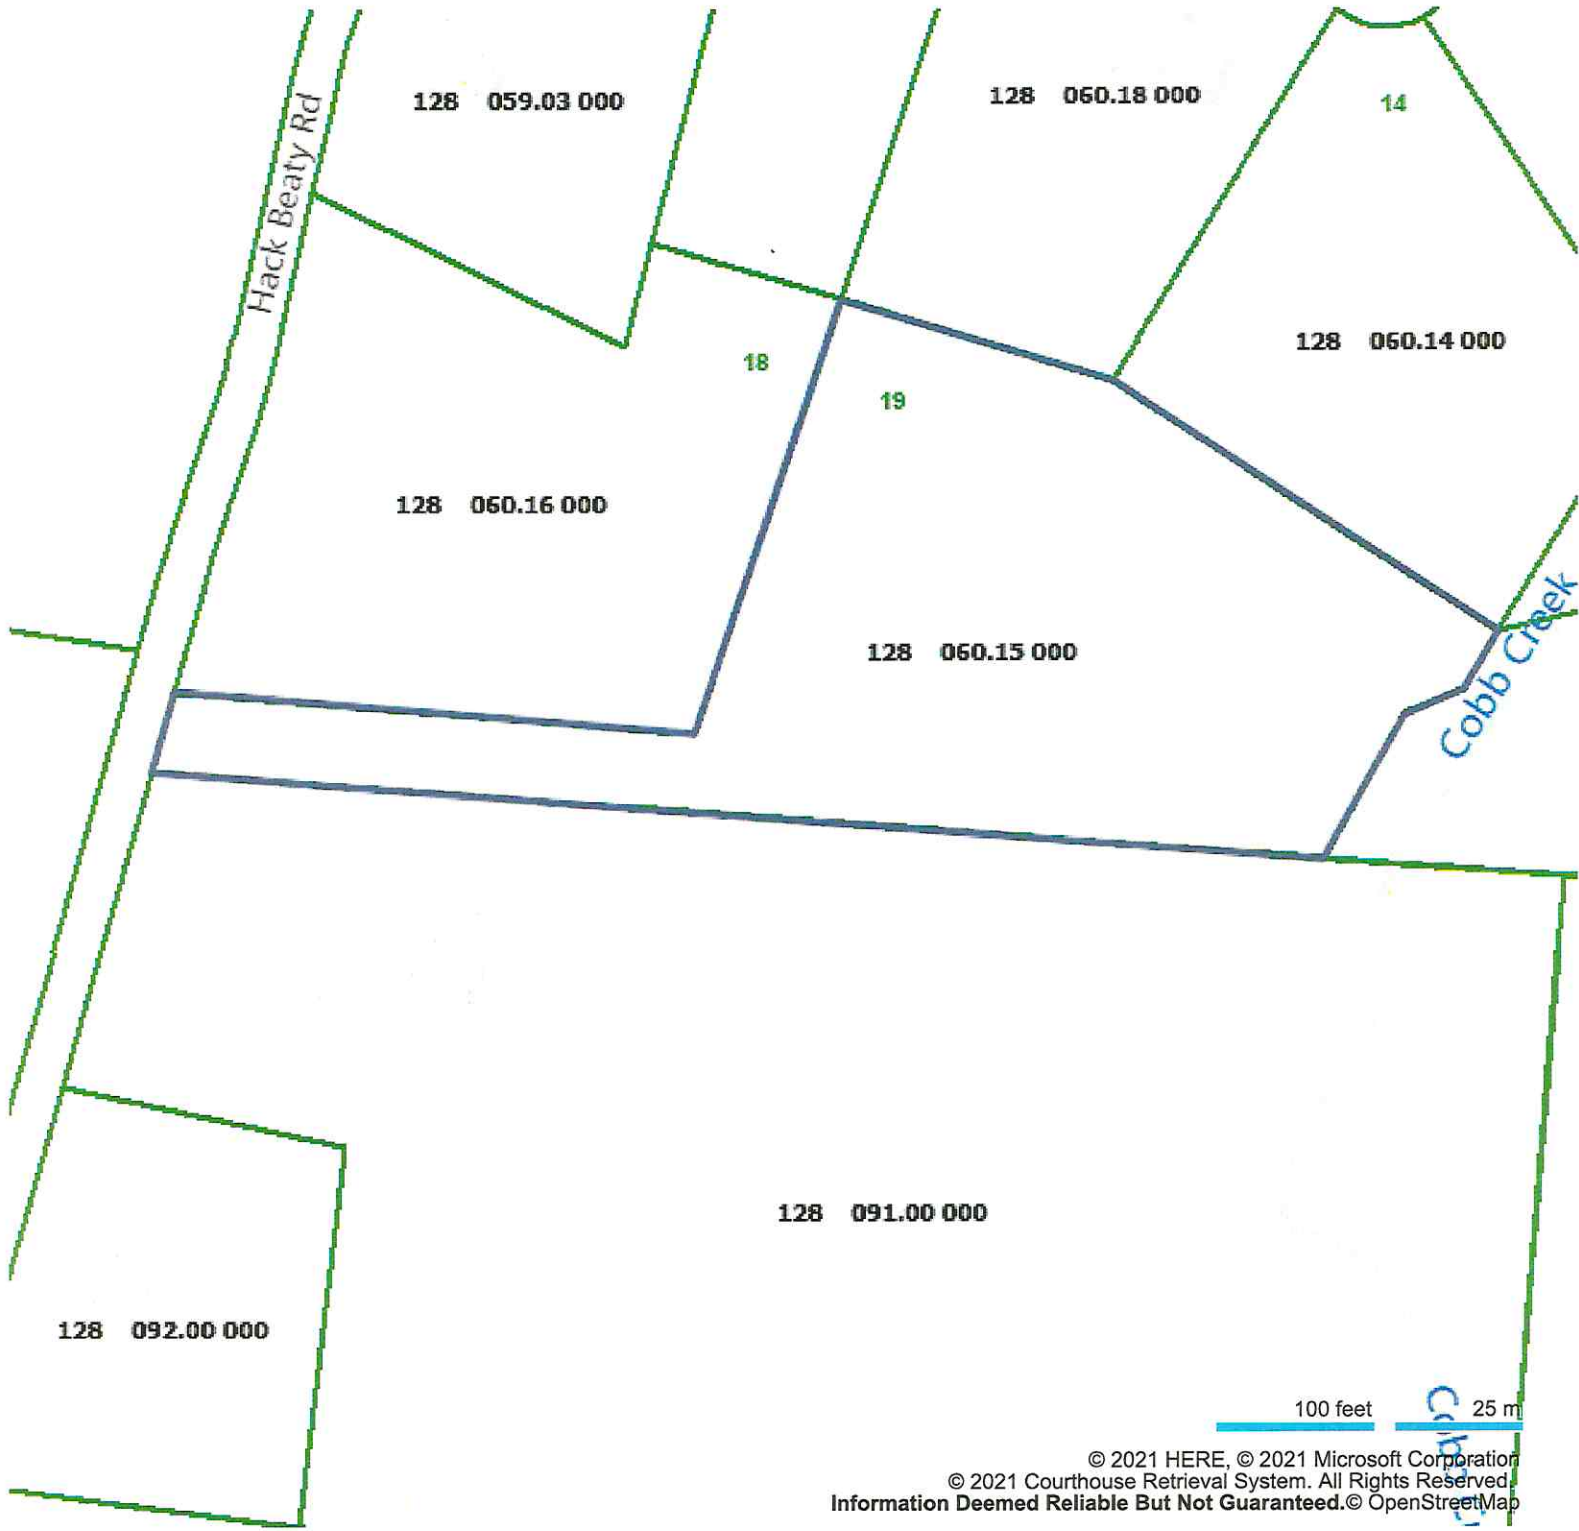 128 059.03 000
128 060.18 000
14
Hack Beaty Rd
128 060.14 000
18
19
128 060.16 000
128 060.15 000
Cobb Creek
128 091.00 000
128 092.00 000
100 feet
25 m
© 2021 HERE, © 2021 Microsoft Corporation
© 2021 Courthouse Retrieval System. All Rights Reserved.
Information Deemed Reliable But Not Guaranteed.© OpenStreetMap